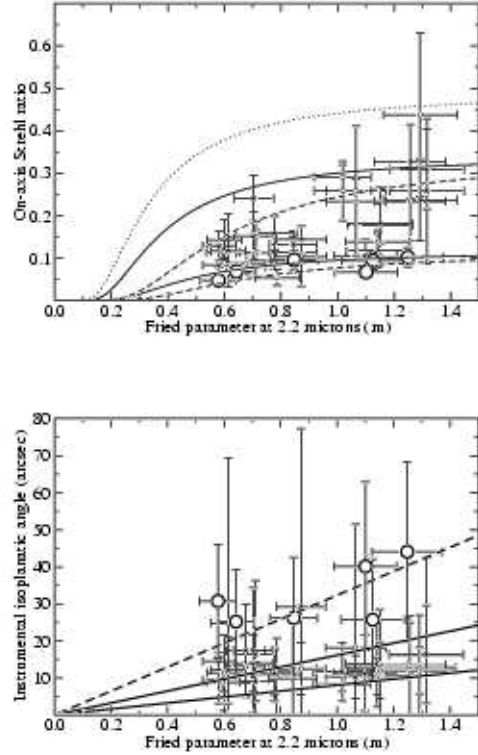 0.6
0.5
0.4
0.3
0.2
0.1
On-axis Strehl ratio
0.0 0.2 0.4 0.6 0.8 1.0 1.2 1.4
Fried parameter at 2.2 microns (m)
80
70
60
50
40
30
20
10
Instrumental isoplanatic angle (arcsec)
0.0 0.2 0.4 0.6 0.8 1.0 1.2 1.4
Fried parameter at 2.2 microns (m)